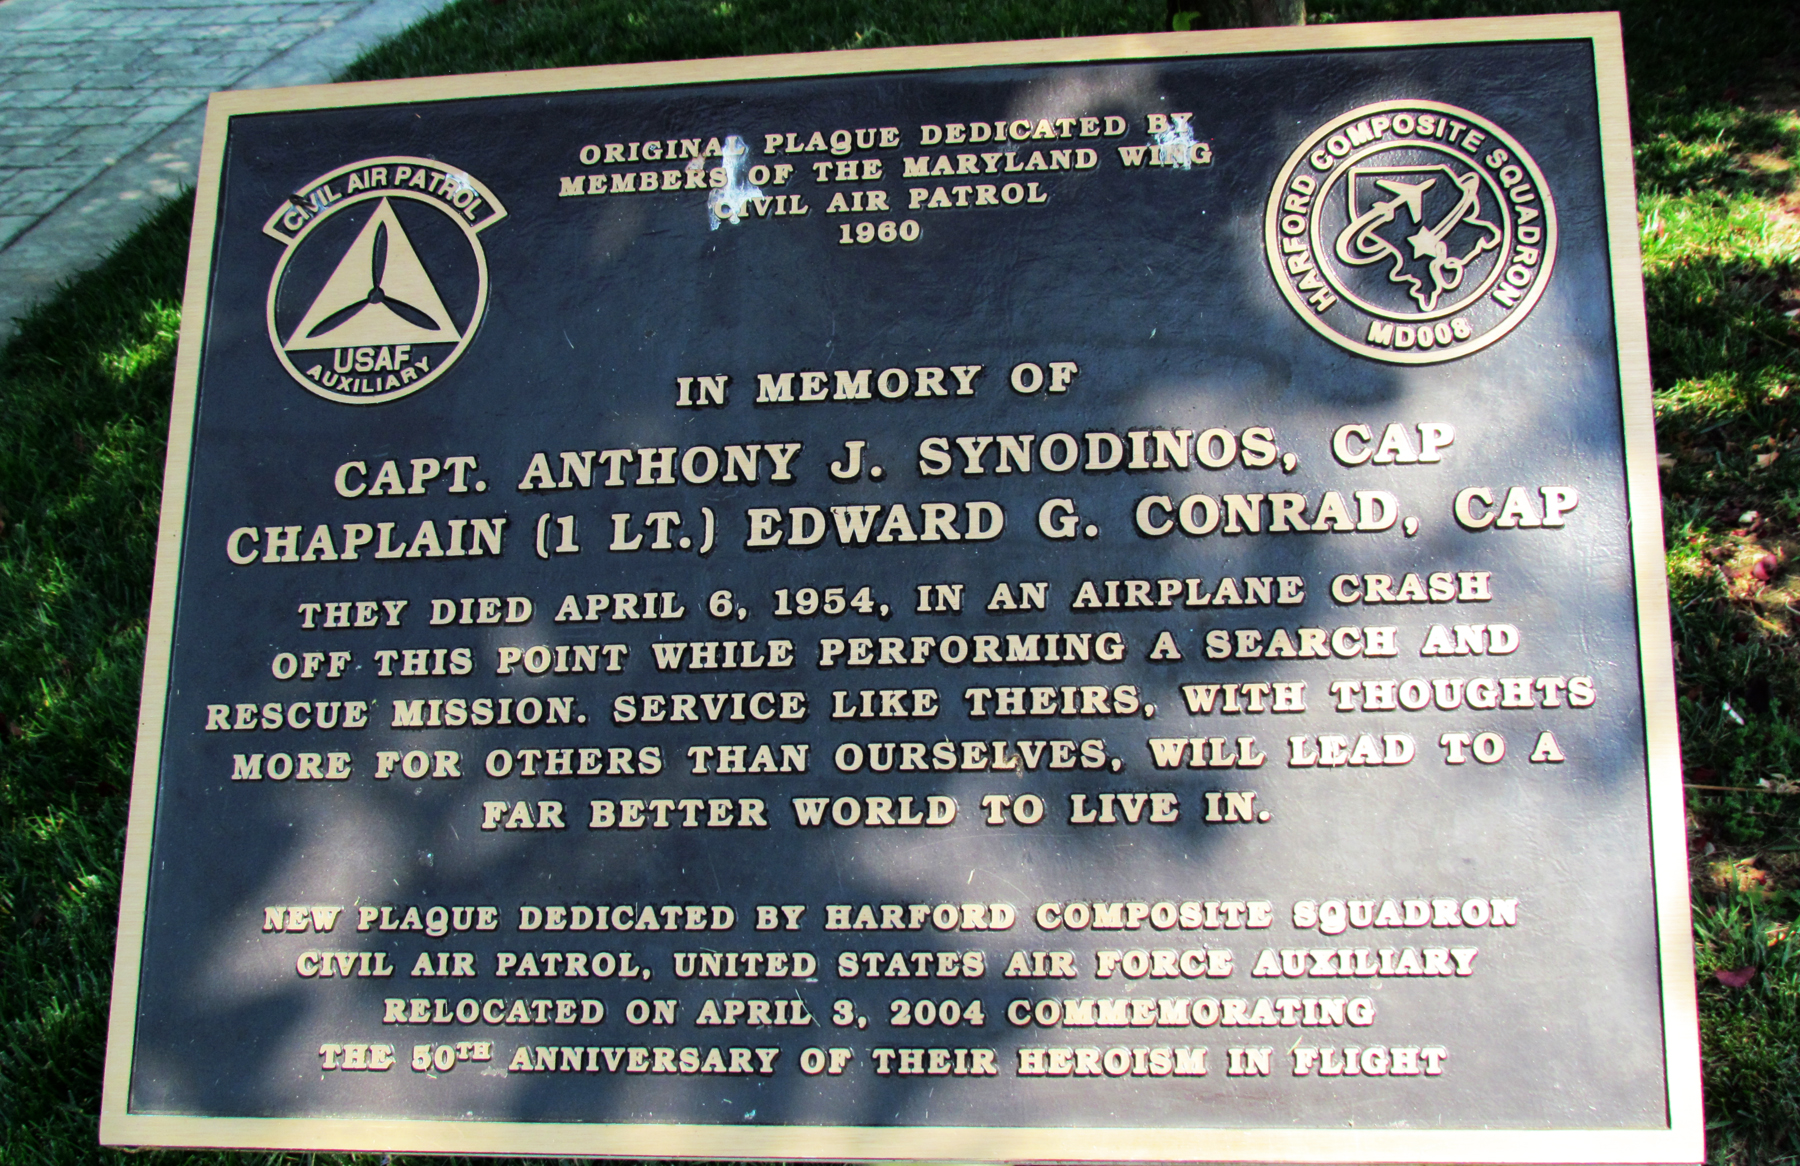 ORIGINAL PLAQUE DEDICATED BY
MEMBERS OF THE MARYLAND WING
CIVIL AIR PATROL
1960
CIVIL AIR PATROL
USAF
AUXILIARY
HARFORD COMPOSITE SQUADRON
MD008
IN MEMORY OF
CAPT. ANTHONY J. SYNODINOS, CAP
CHAPLAIN (1 LT.) EDWARD G. CONRAD, CAP
THEY DIED APRIL 6, 1954, IN AN AIRPLANE CRASH
OFF THIS POINT WHILE PERFORMING A SEARCH AND
RESCUE MISSION. SERVICE LIKE THEIRS, WITH THOUGHTS
MORE FOR OTHERS THAN OURSELVES, WILL LEAD TO A
FAR BETTER WORLD TO LIVE IN.
NEW PLAQUE DEDICATED BY HARFORD COMPOSITE SQUADRON
CIVIL AIR PATROL, UNITED STATES AIR FORCE AUXILIARY
RELOCATED ON APRIL 3, 2004 COMMEMORATING
THE 50TH ANNIVERSARY OF THEIR HEROISM IN FLIGHT